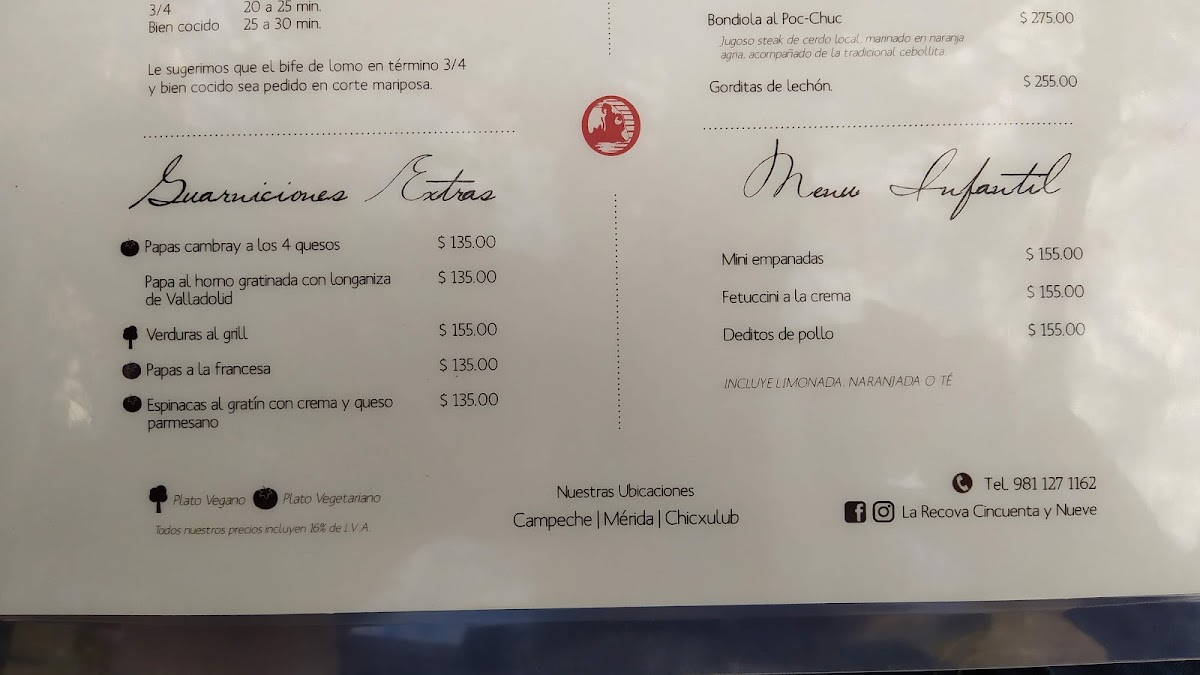 3/4 20 a 25 min.
Bien cocido 25 a 30 min.
Le sugerimos que el bife de lomo en término 3/4
y bien cocido sea pedido en corte mariposa.
Bondiola al Poc-Chuc $ 275.00
Jugoso steak de cerdo local, marinado en naranja
agria, acompañado de la tradicional cebollita.
Gorditas de lechón. $ 255.00
Guarniciones Extras
Papas cambray a los 4 quesos $ 135.00
Papa al horno gratinada con longaniza $ 135.00
de Valladolid
Verduras al grill $ 155.00
Papas a la francesa $ 135.00
Espinacas al gratín con crema y queso $ 135.00
parmesano
Menu Infantil
Mini empanadas $ 155.00
Fetuccini a la crema $ 155.00
Deditos de pollo $ 155.00
INCLUYE LIMONADA, NARANJADA O TÉ
Plato Vegano Plato Vegetariano
Todos nuestros precios incluyen 16% de I.V.A.
Nuestras Ubicaciones
Campeche | Mérida | Chicxulub
Tel. 981 127 1162
La Recova Cincuenta y Nueve